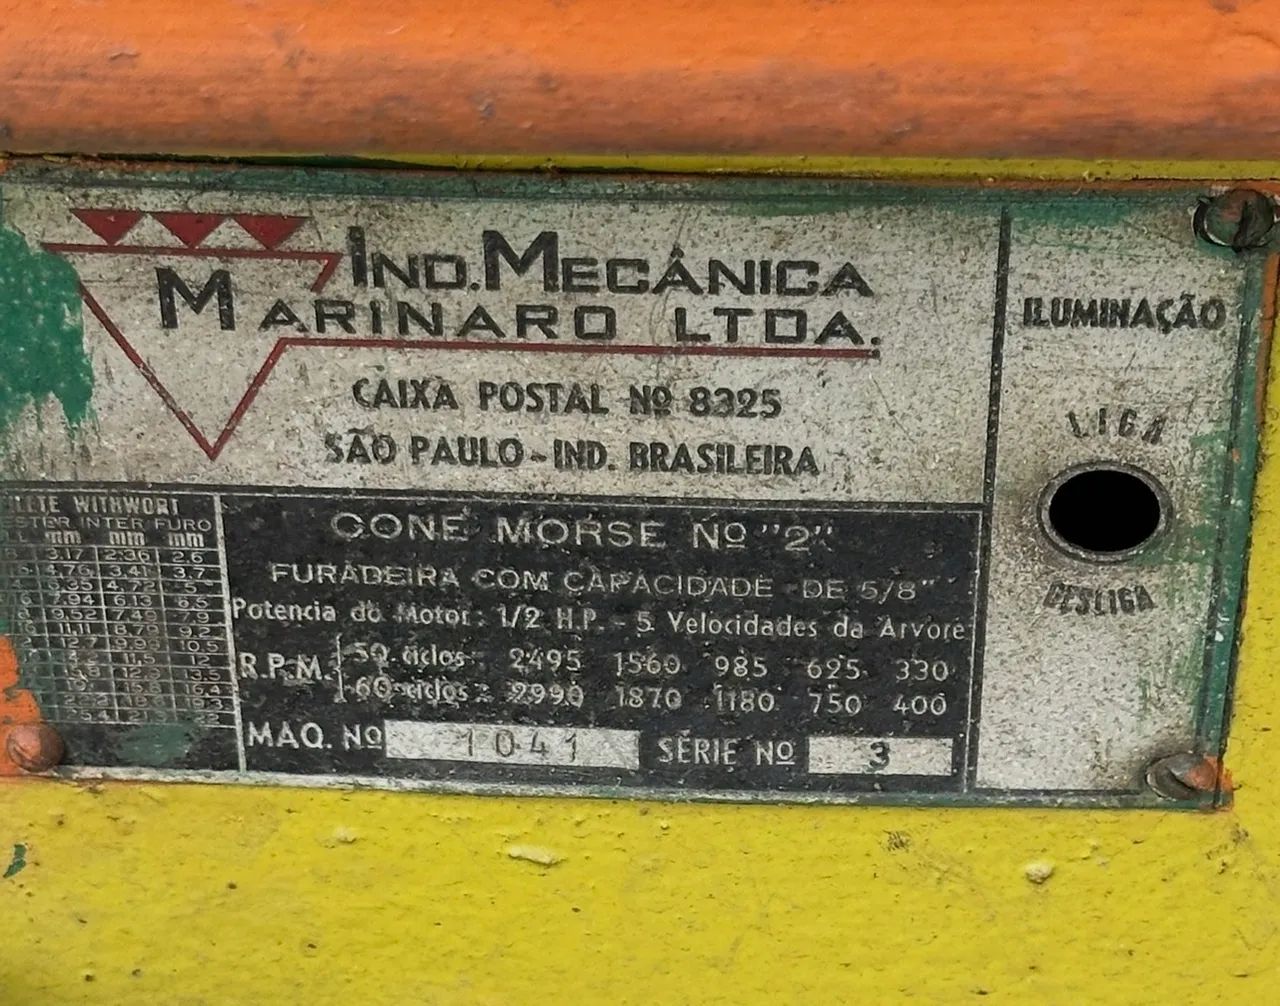 IND. MECÂNICA
MARINARO LTDA.
CAIXA POSTAL Nº 8325
SÃO PAULO - IND. BRASILEIRA
ILUMINAÇÃO
LIGA
DESLIGA
WITHWORT
INTER FURO
mm mm mm
3.17 2.36 2.6
4.76 3.41 3.7
6.35 4.72 5
7.94 6.13 6.5
9.52 7.49 7.9
11.11 8.79 9.2
12.7 9.99 10.5
CONE MORSE Nº "2"
FURADEIRA COM CAPACIDADE DE 5/8"
Potencia do Motor: 1/2 H.P. - 5 Velocidades da Arvore
R.P.M. 50 ciclos: 2495 1560 985 625 330
60 ciclos: 2990 1870 1180 750 400
MAQ. Nº 1041 SÉRIE Nº 3